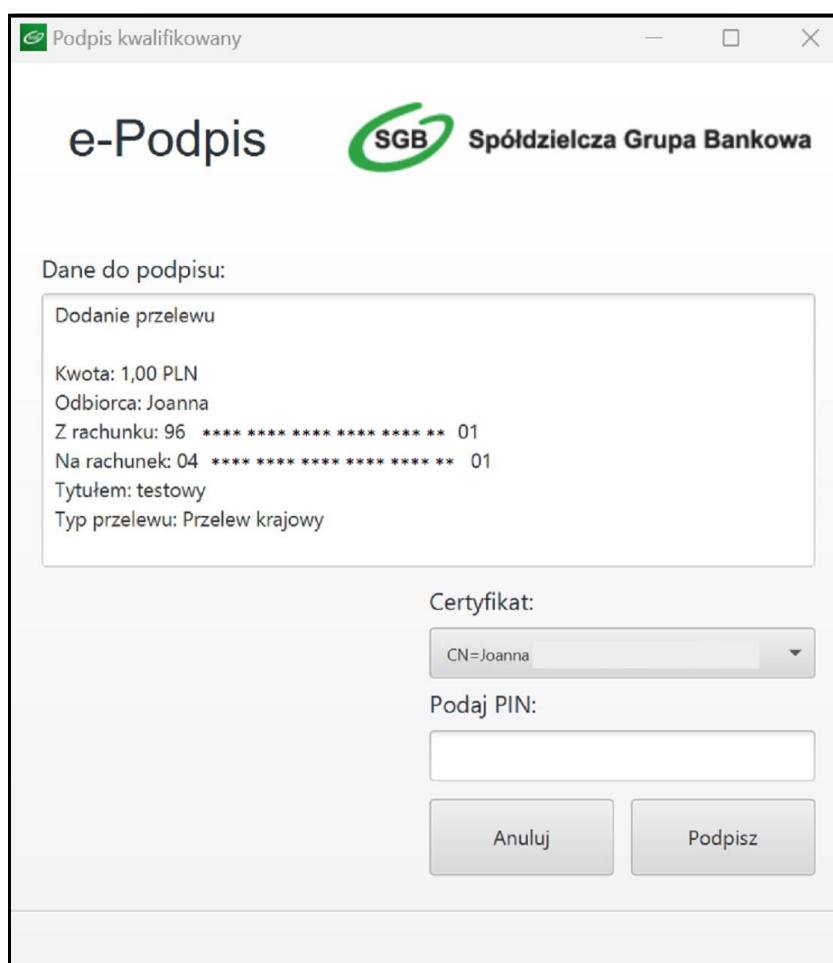 Podpis kwalifikowany
e-Podpis
SGB Spółdzielcza Grupa Bankowa
Dane do podpisu:
Dodanie przelewu
Kwota: 1,00 PLN
Odbiorca: Joanna
Z rachunku: 96 **** **** **** **** **** ** 01
Na rachunek: 04 **** **** **** **** **** ** 01
Tytułem: testowy
Typ przelewu: Przelew krajowy
Certyfikat:
CN=Joanna
Podaj PIN:
Anuluj Podpisz